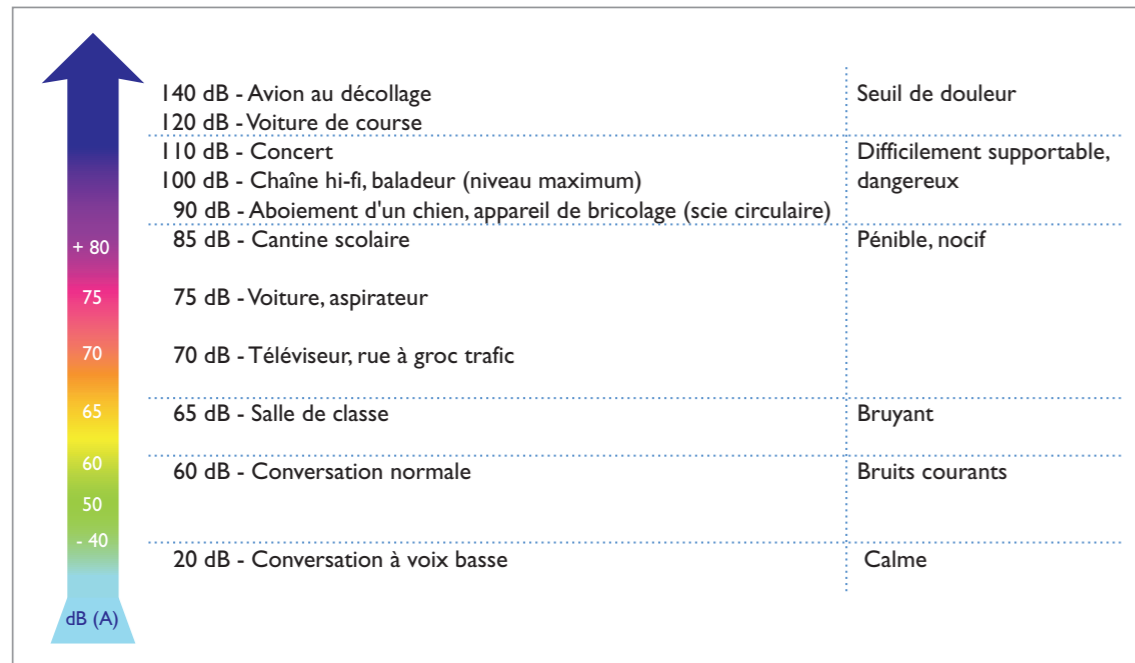 140 dB - Avion au décollage
Seuil de douleur
120 dB - Voiture de course
110 dB - Concert
Difficilement supportable,
100 dB - Chaîne hi-fi, baladeur (niveau maximum)
dangereux
90 dB - Aboiement d'un chien, appareil de bricolage (scie circulaire)
+ 80
85 dB - Cantine scolaire
Pénible, nocif
75
75 dB - Voiture, aspirateur
70
70 dB - Téléviseur, rue à groc trafic
65
65 dB - Salle de classe
Bruyant
60
60 dB - Conversation normale
Bruits courants
50
- 40
20 dB - Conversation à voix basse
Calme
dB (A)